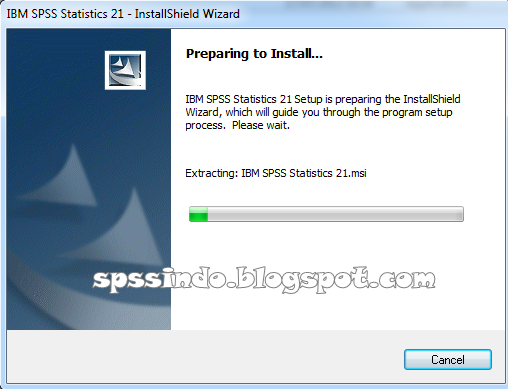 IBM SPSS Statistics 21 - InstallShield Wizard
Preparing to Install...
IBM SPSS Statistics 21 Setup is preparing the InstallShield
Wizard, which will guide you through the program setup
process. Please wait.
Extracting: IBM SPSS Statistics 21.msi
spssindo.blogspot.com
Cancel